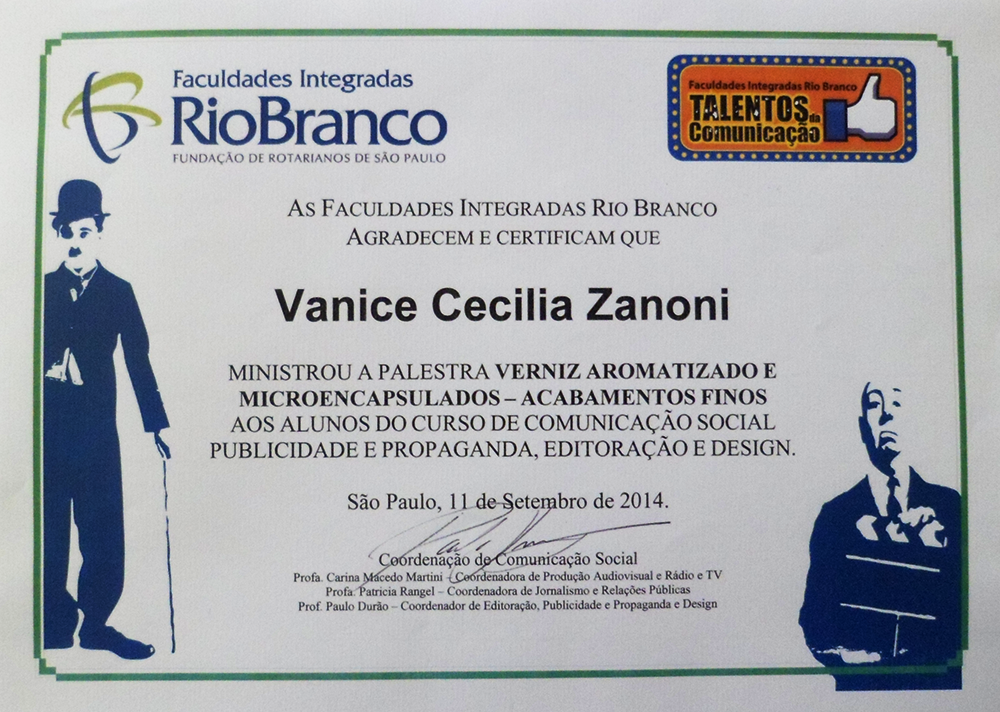 Faculdades Integradas
RioBranco
FUNDAÇÃO DE ROTARIANOS DE SÃO PAULO
Faculdades Integradas Rio Branco
TALENTOS da
Comunicação
AS FACULDADES INTEGRADAS RIO BRANCO
AGRADECEM E CERTIFICAM QUE
Vanice Cecilia Zanoni
MINISTROU A PALESTRA VERNIZ AROMATIZADO E
MICROENCAPSULADOS – ACABAMENTOS FINOS
AOS ALUNOS DO CURSO DE COMUNICAÇÃO SOCIAL
PUBLICIDADE E PROPAGANDA, EDITORAÇÃO E DESIGN.
São Paulo, 11 de Setembro de 2014.
Coordenação de Comunicação Social
Profa. Carina Macedo Martini – Coordenadora de Produção Audiovisual e Rádio e TV
Profa. Patricia Rangel – Coordenadora de Jornalismo e Relações Públicas
Prof. Paulo Durão – Coordenador de Editoração, Publicidade e Propaganda e Design